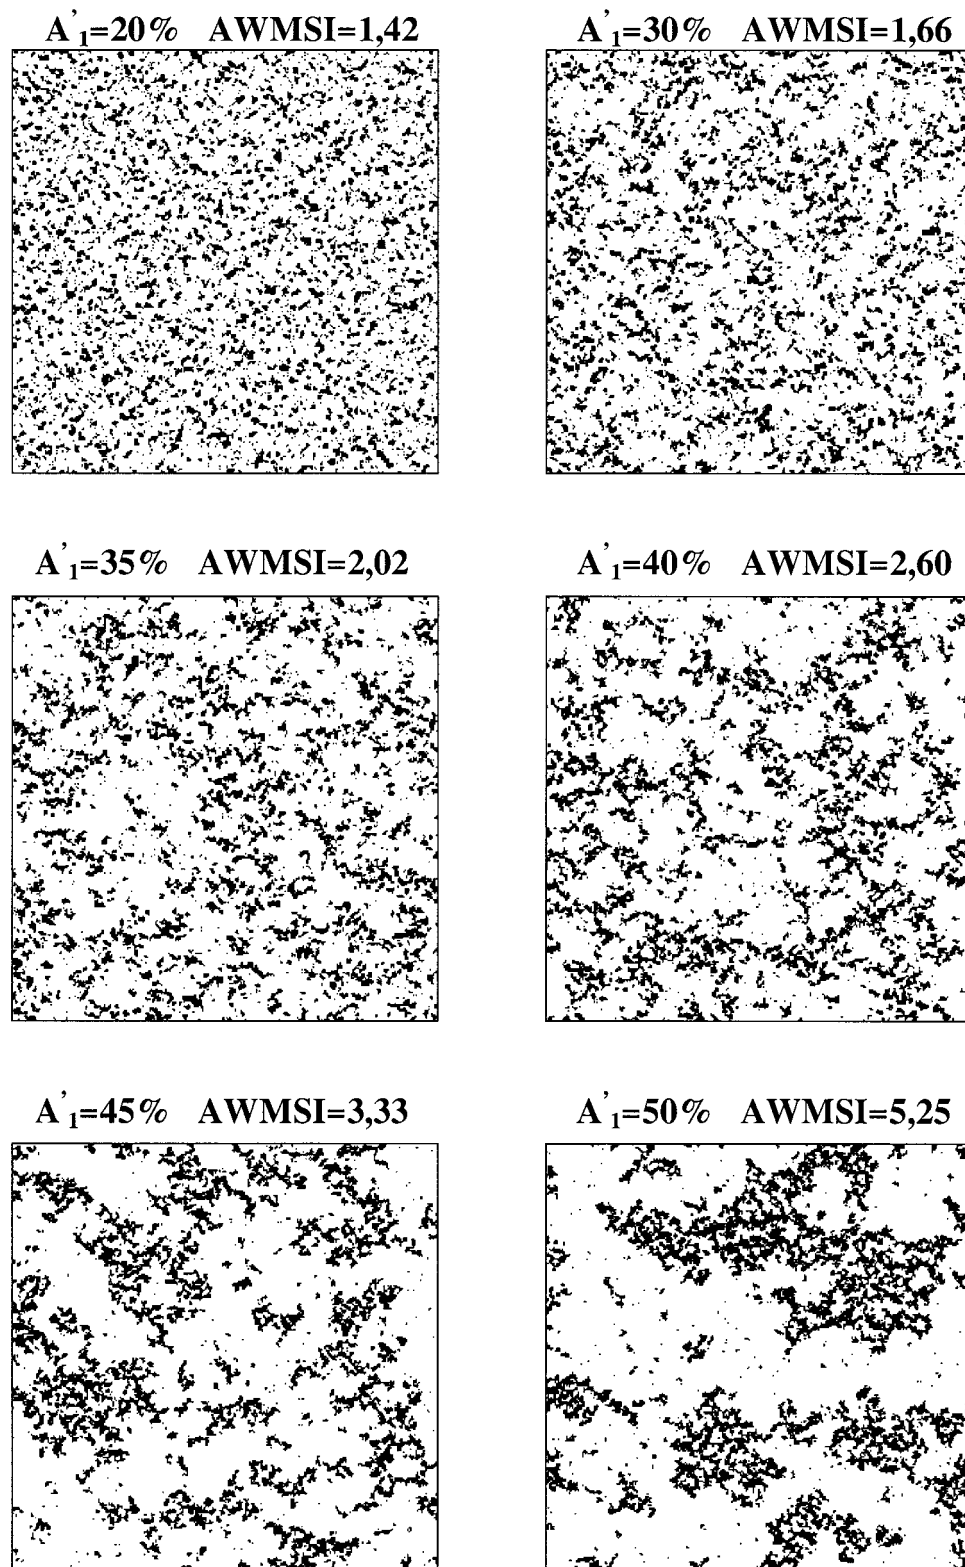 A'1=20% AWMSI=1,42
A'1=30% AWMSI=1,66
A'1=35% AWMSI=2,02
A'1=40% AWMSI=2,60
A'1=45% AWMSI=3,33
A'1=50% AWMSI=5,25